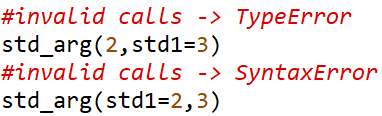 #invalid calls -> TypeError
std_arg(2,std1=3)
#invalid calls -> SyntaxError
std_arg(std1=2,3)